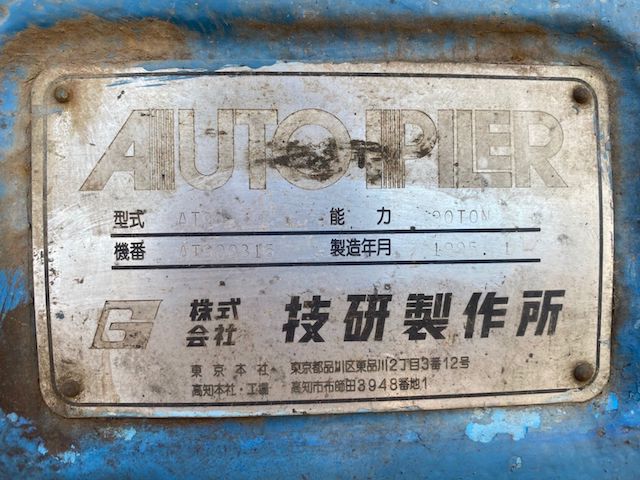 AUTO PILER
型式 能力
機番 製造年月
株式会社 技研製作所
東京本社 東京都品川区東品川2丁目3番12号
高知本社・工場 高知市布師田3948番地1